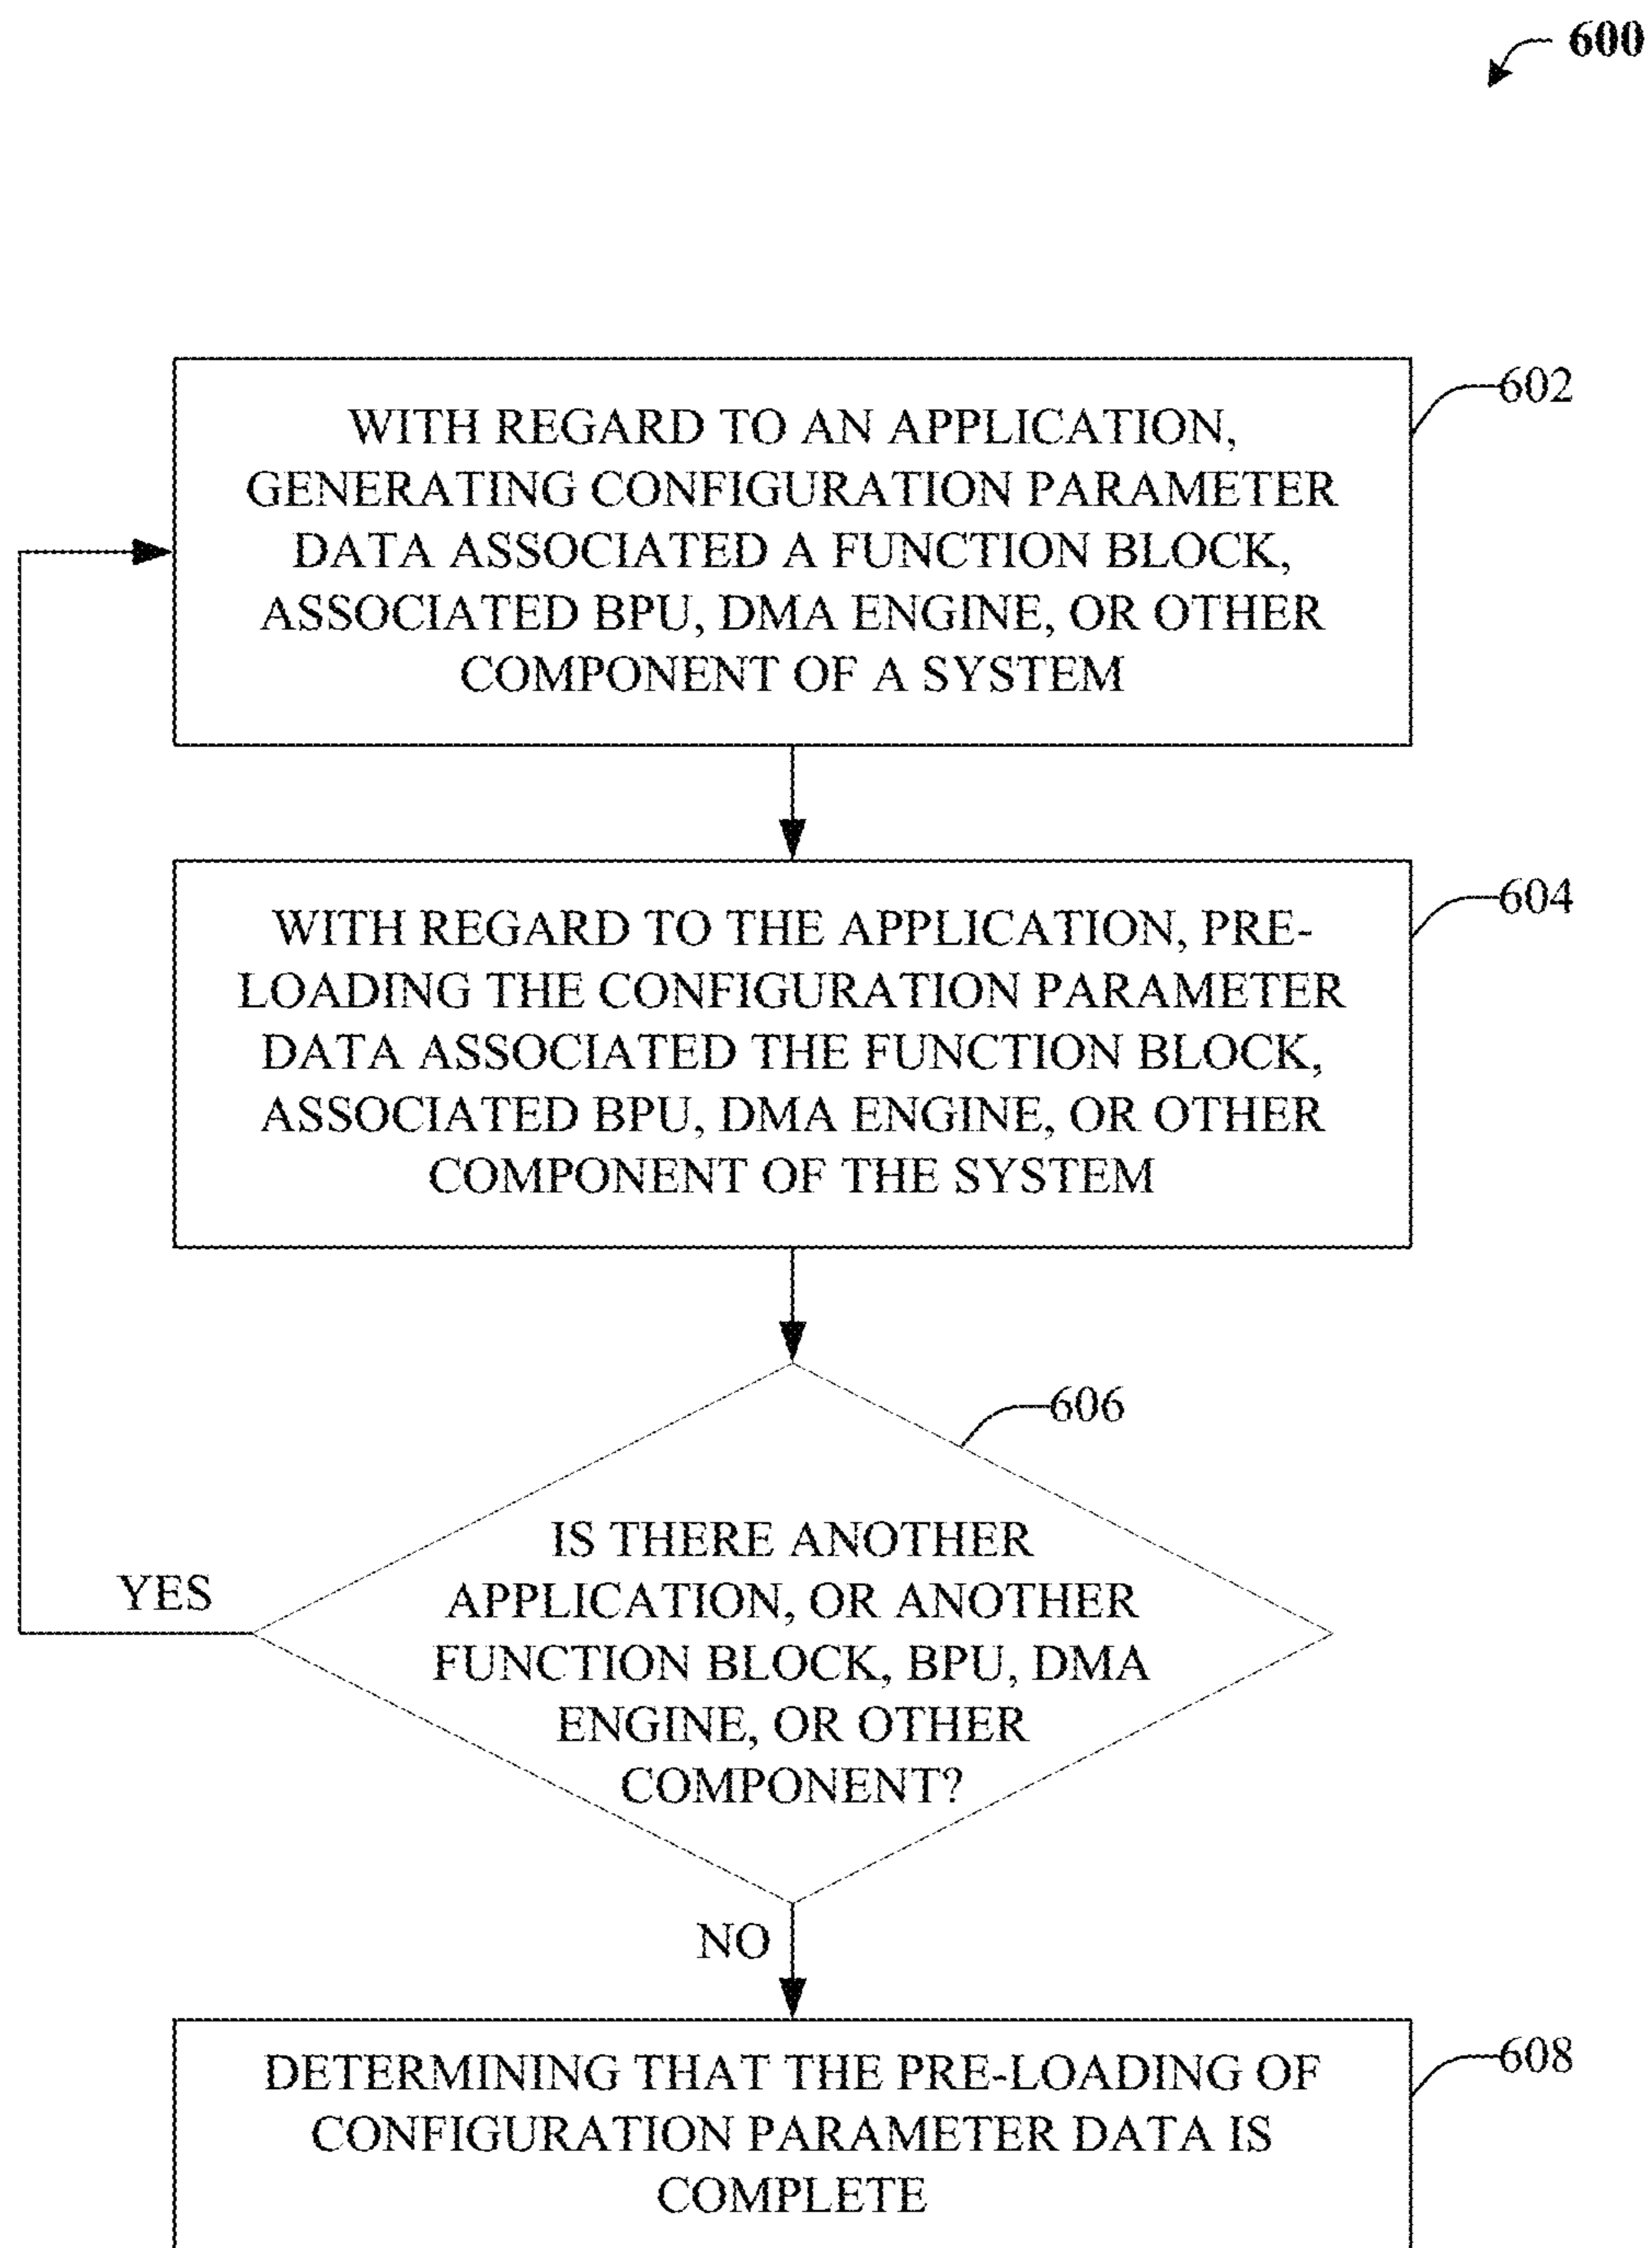 600
602
WITH REGARD TO AN APPLICATION,
GENERATING CONFIGURATION PARAMETER
DATA ASSOCIATED A FUNCTION BLOCK,
ASSOCIATED BPU, DMA ENGINE, OR OTHER
COMPONENT OF A SYSTEM
604
WITH REGARD TO THE APPLICATION, PRE-
LOADING THE CONFIGURATION PARAMETER
DATA ASSOCIATED THE FUNCTION BLOCK,
ASSOCIATED BPU, DMA ENGINE, OR OTHER
COMPONENT OF THE SYSTEM
606
IS THERE ANOTHER
APPLICATION, OR ANOTHER
FUNCTION BLOCK, BPU, DMA
ENGINE, OR OTHER
COMPONENT?
YES
NO
608
DETERMINING THAT THE PRE-LOADING OF
CONFIGURATION PARAMETER DATA IS
COMPLETE